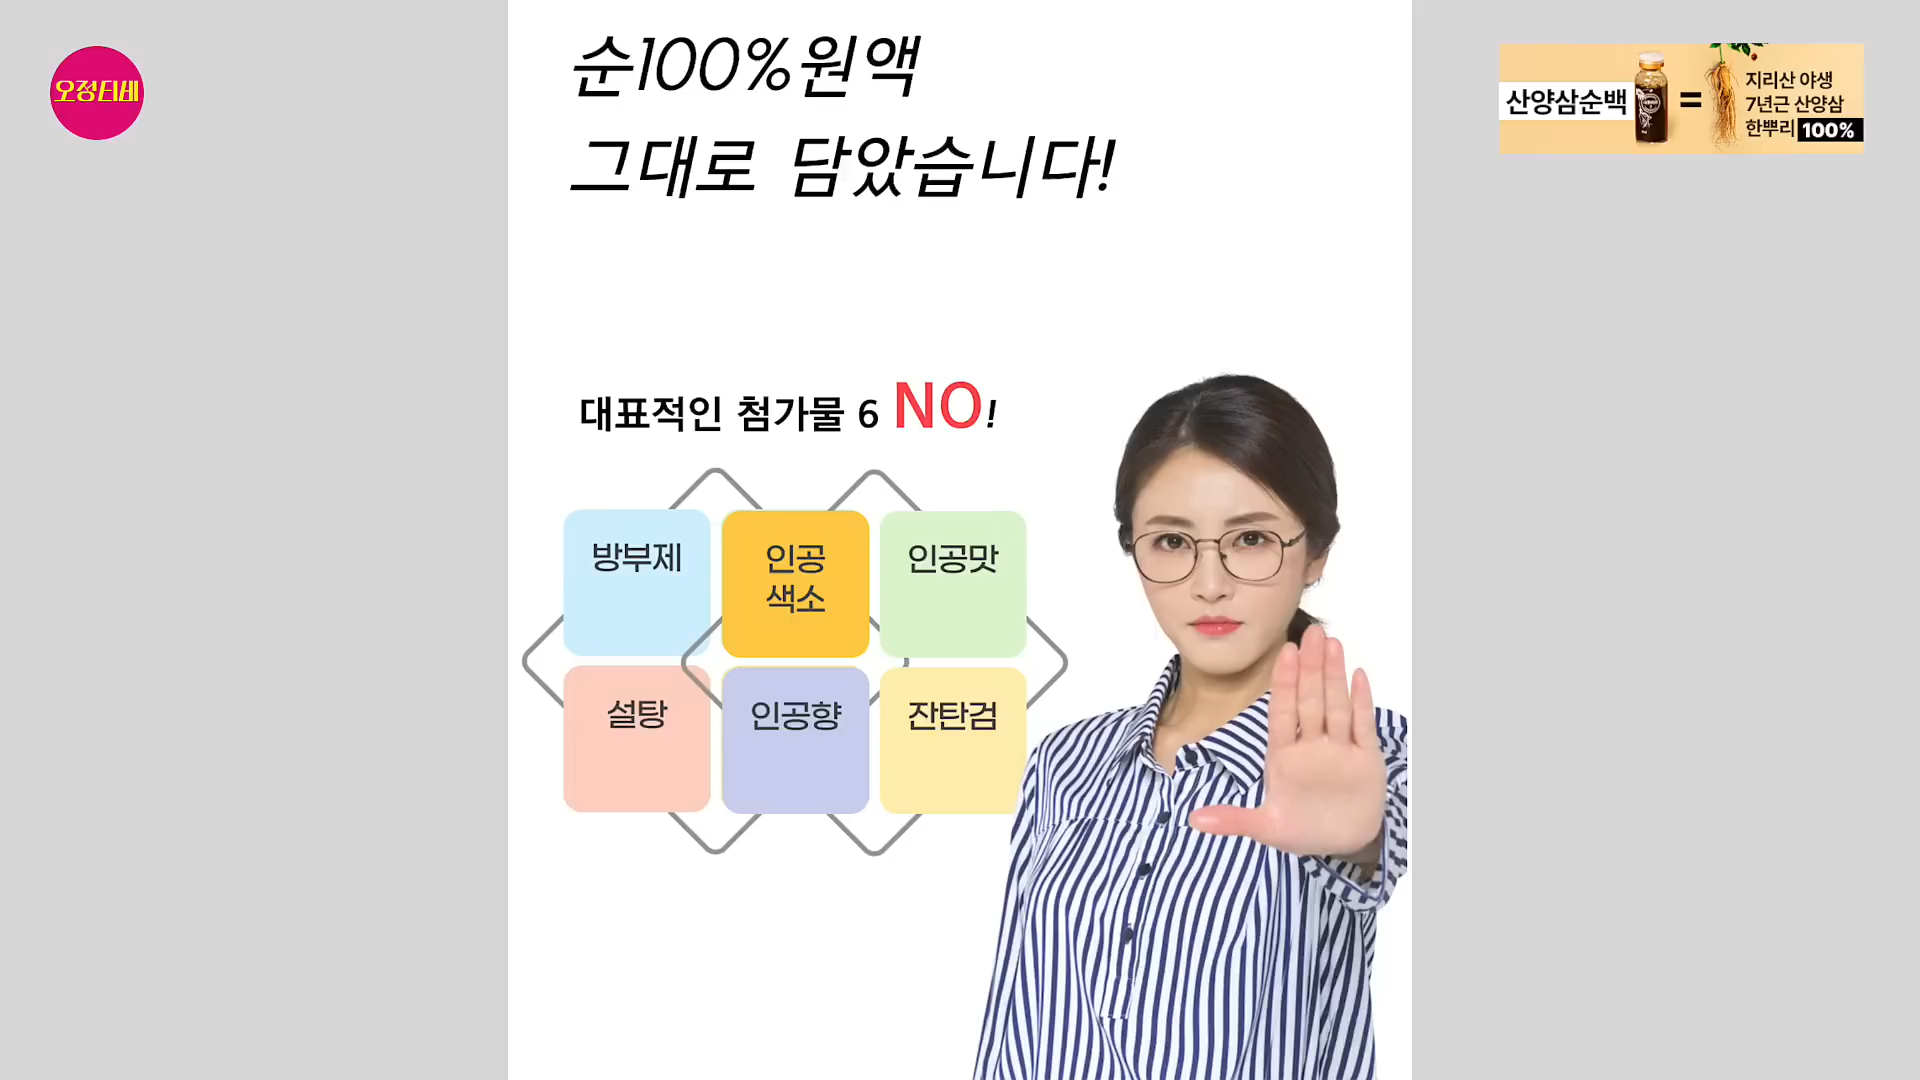 오정티비
순100%원액
그대로 담았습니다!
산양삼순백
=
지리산 야생
7년근 산양삼
한뿌리 100%
대표적인 첨가물 6 NO!
방부제
인공
색소
인공맛
설탕
인공향
잔탄검